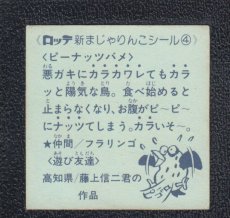 ロッテ新まじゃりんこシール④
〈ピーナッツバメ〉
悪ガキにカラカワレてもカラ
ッと陽気な鳥。食べ始めると
止まらなくなり、お腹がピ－ピ－
にナッツてしまう。カラいそー。
★仲間／フラリンゴ
〈遊び友達〉
高知県／藤上信二君の
作品